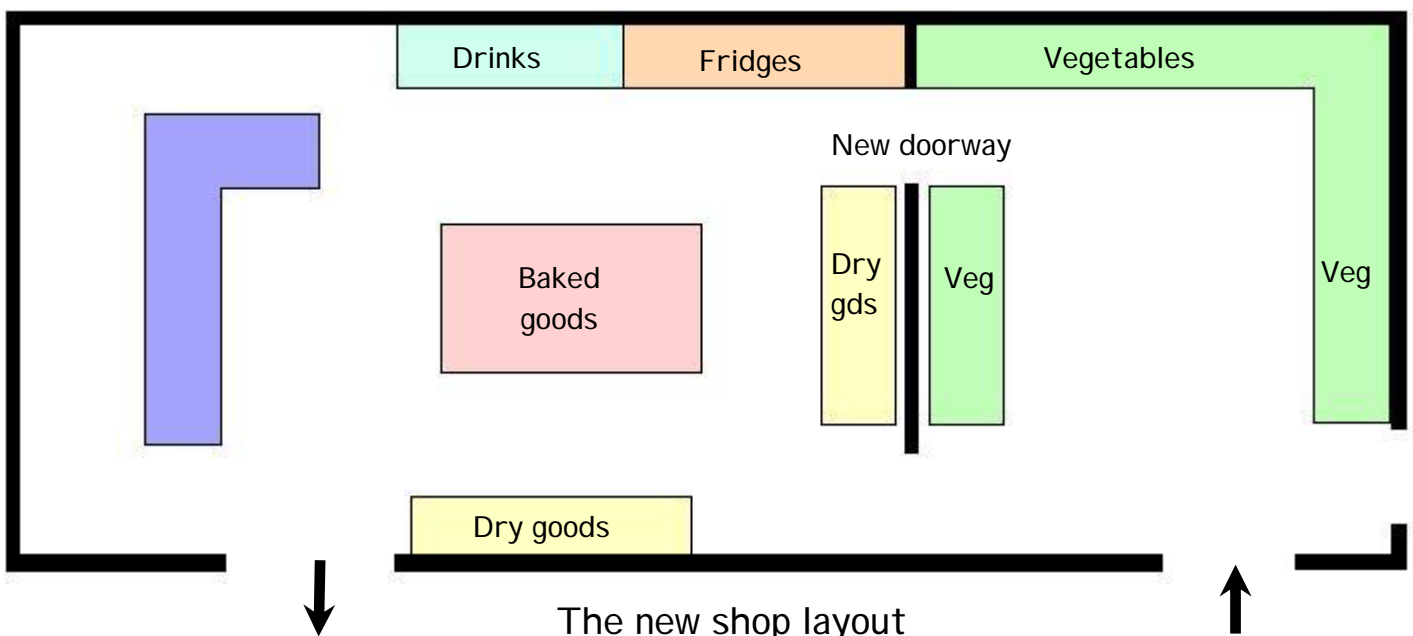 Drinks
Fridges
Vegetables
New doorway
Baked
goods
Dry
gds
Veg
Veg
Dry goods
The new shop layout